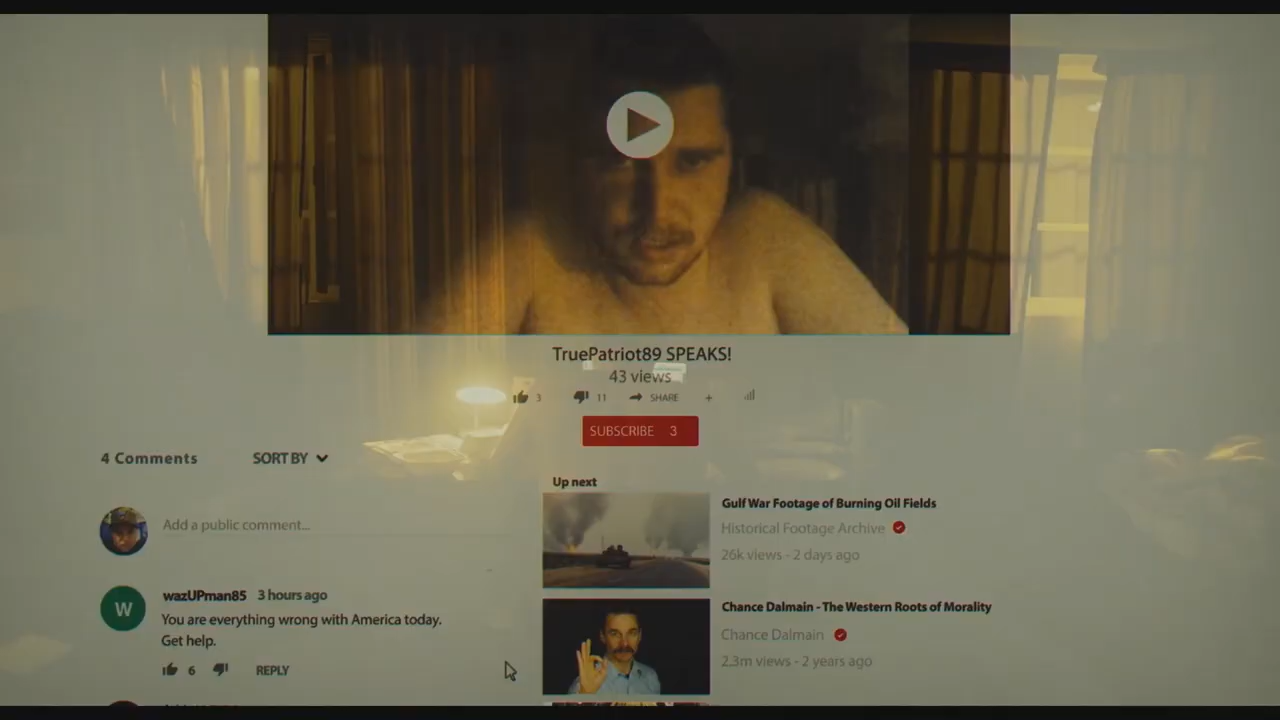 TruePatriot89 SPEAKS!
43 views
3 11 SHARE +
SUBSCRIBE 3
4 Comments SORT BY
Add a public comment...
wazUPman85 3 hours ago
You are everything wrong with America today.
Get help.
6 REPLY
Up next
Gulf War Footage of Burning Oil Fields
Historical Footage Archive
26k views - 2 days ago
Chance Dalmain - The Western Roots of Morality
Chance Dalmain
2.3m views - 2 years ago
W